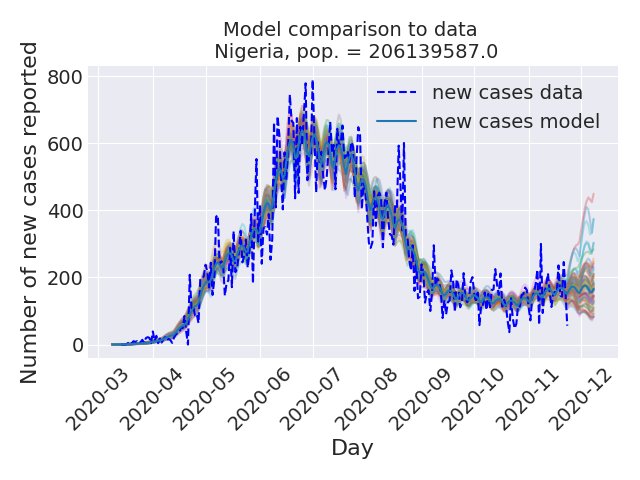 Model comparison to data
Nigeria, pop. = 206139587.0
Number of new cases reported
800
600
400
200
0
new cases data
new cases model
2020-03
2020-04
2020-05
2020-06
2020-07
2020-08
2020-09
2020-10
2020-11
2020-12
Day